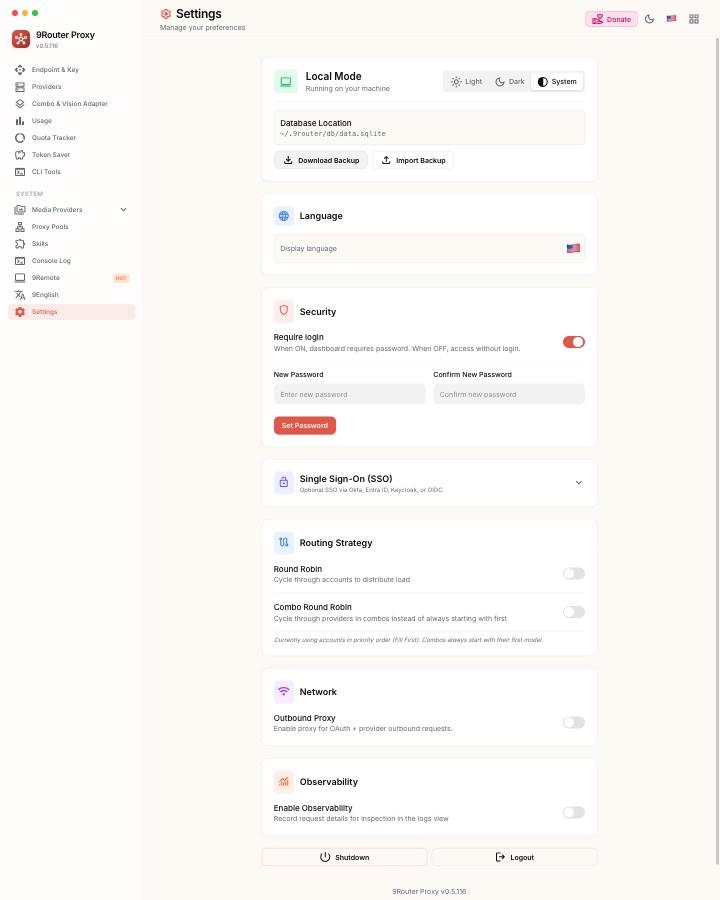 9Router Proxy
v0.5.116
Endpoint & Key
Providers
Combo & Vision Adapter
Usage
Quota Tracker
Token Saver
CLI Tools
SYSTEM
Media Providers
Proxy Pools
Skills
Console Log
9Remote
HOT
9English
Settings
Settings
Manage your preferences
Donate
Local Mode
Running on your machine
Light
Dark
System
Database Location
~/.9router/db/data.sqlite
Download Backup
Import Backup
Language
Display language
Security
Require login
When ON, dashboard requires password. When OFF, access without login.
New Password
Confirm New Password
Enter new password
Confirm new password
Set Password
Single Sign-On (SSO)
Optional SSO via Okta, Entra ID, Keycloak, or OIDC
Routing Strategy
Round Robin
Cycle through accounts to distribute load
Combo Round Robin
Cycle through providers in combos instead of always starting with first
Currently using accounts in priority order (Fill First). Combos always start with their first model.
Network
Outbound Proxy
Enable proxy for OAuth + provider outbound requests.
Observability
Enable Observability
Record request details for inspection in the logs view
Shutdown
Logout
9Router Proxy v0.5.116